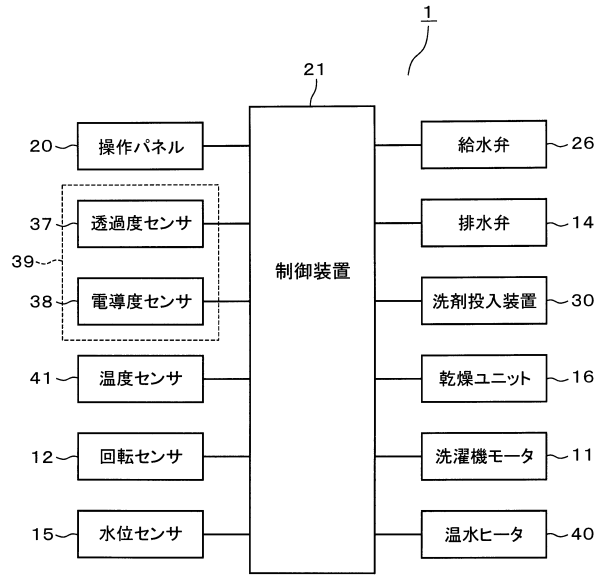 1
21
20 操作パネル
給水弁 26
37 透過度センサ
排水弁 14
39
制御装置
38 電導度センサ
洗剤投入装置 30
41 温度センサ
乾燥ユニット 16
12 回転センサ
洗濯機モータ 11
15 水位センサ
温水ヒータ 40